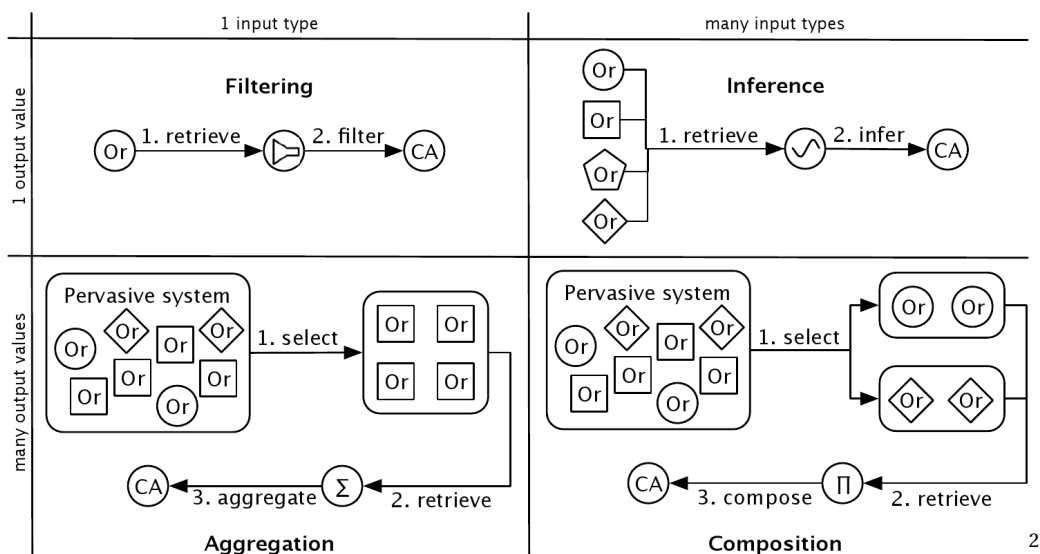 1 input type
many input types
1 output value
Filtering
Or
1. retrieve
2. filter
CA
Inference
Or
Or
Or
Or
1. retrieve
2. infer
CA
many output values
Pervasive system
Or
Or
Or
Or
Or
Or
Or
Or
1. select
Or Or
Or Or
2. retrieve
Σ
3. aggregate
CA
Aggregation
Pervasive system
Or
Or
Or
Or
Or
Or
Or
Or
1. select
Or Or
Or Or
2. retrieve
Π
3. compose
CA
Composition
2